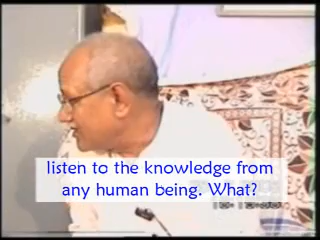 listen to the knowledge from
any human being. What?